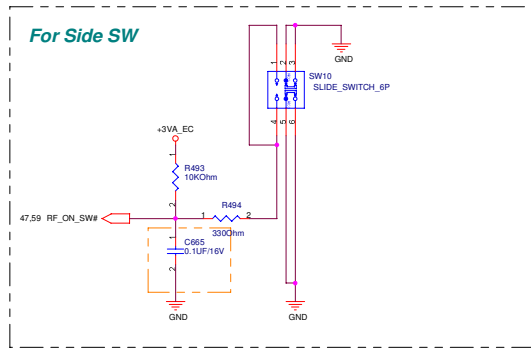 For Side SW
GND
1 2 3
SW10
SLIDE_SWITCH_6P
4 5 6
+3VA_EC
1
R493
10KOhm
2
R494
47,59 RF_ON_SW#
1 2
330Ohm
1
C665
0.1UF/16V
2
GND
GND